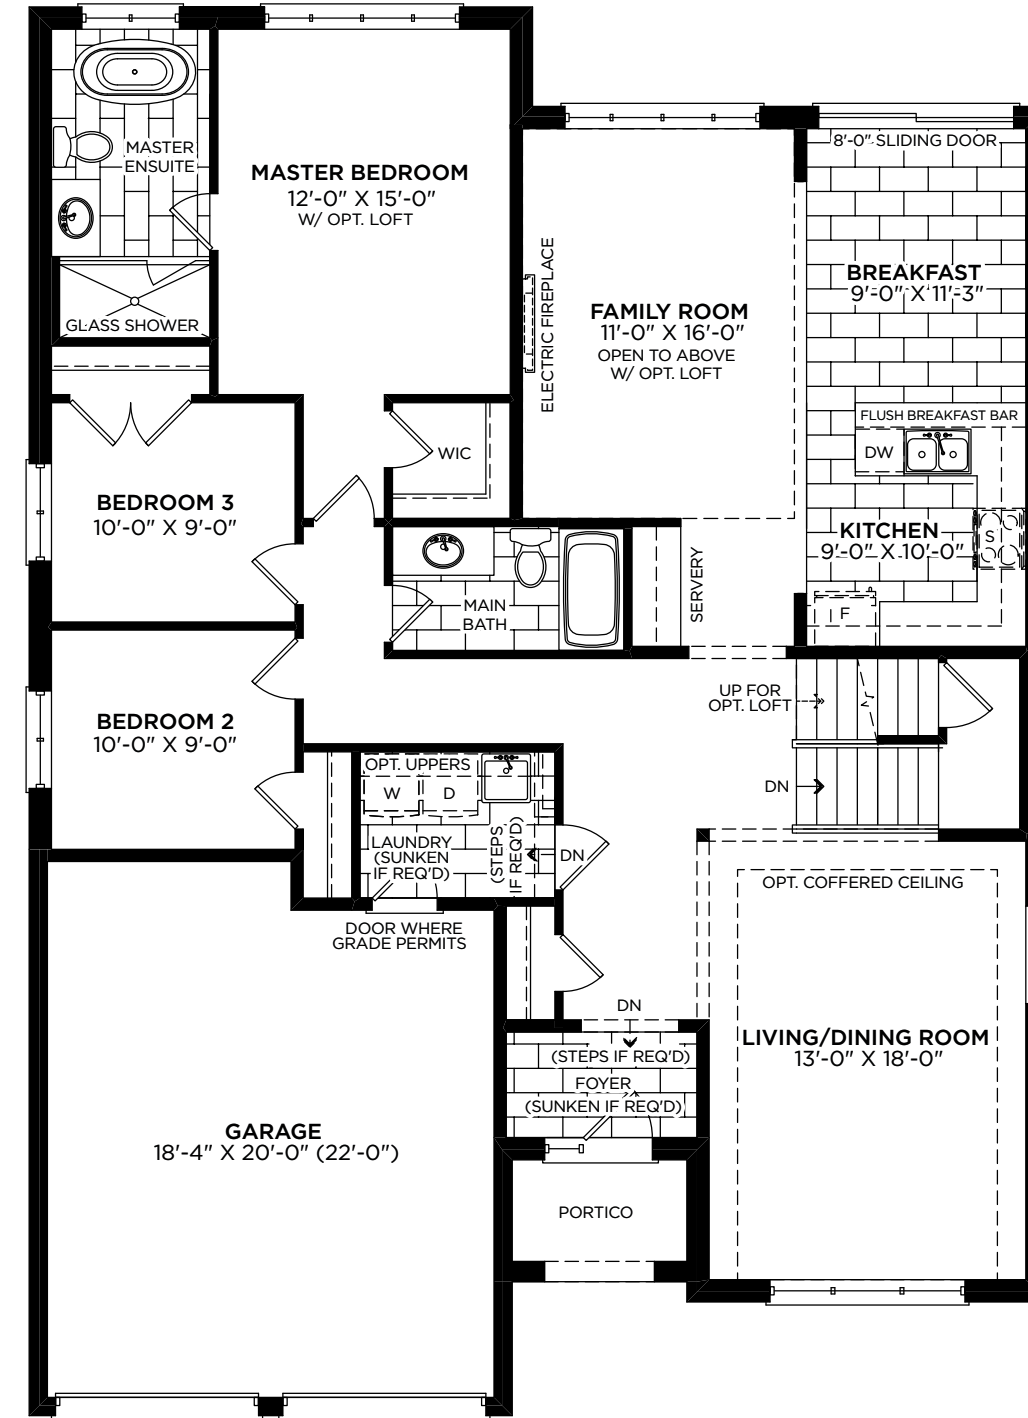 MASTER
ENSUITE
MASTER BEDROOM
12'-0" X 15'-0"
W/ OPT. LOFT
GLASS SHOWER
8'-0" SLIDING DOOR
BREAKFAST
9'-0" X 11'-3"
ELECTRIC FIREPLACE
FAMILY ROOM
11'-0" X 16'-0"
OPEN TO ABOVE
W/ OPT. LOFT
FLUSH BREAKFAST BAR
DW
WIC
BEDROOM 3
10'-0" X 9'-0"
KITCHEN
9'-0" X 10'-0"
S
F
SERVERY
MAIN
BATH
UP FOR
OPT. LOFT
BEDROOM 2
10'-0" X 9'-0"
OPT. UPPERS
W
D
DN
LAUNDRY
(SUNKEN
IF REQ'D)
(STEPS
IF REQ'D)
DN
OPT. COFFERED CEILING
DOOR WHERE
GRADE PERMITS
DN
(STEPS IF REQ'D)
FOYER
(SUNKEN IF REQ'D)
LIVING/DINING ROOM
13'-0" X 18'-0"
GARAGE
18'-4" X 20'-0" (22'-0")
PORTICO